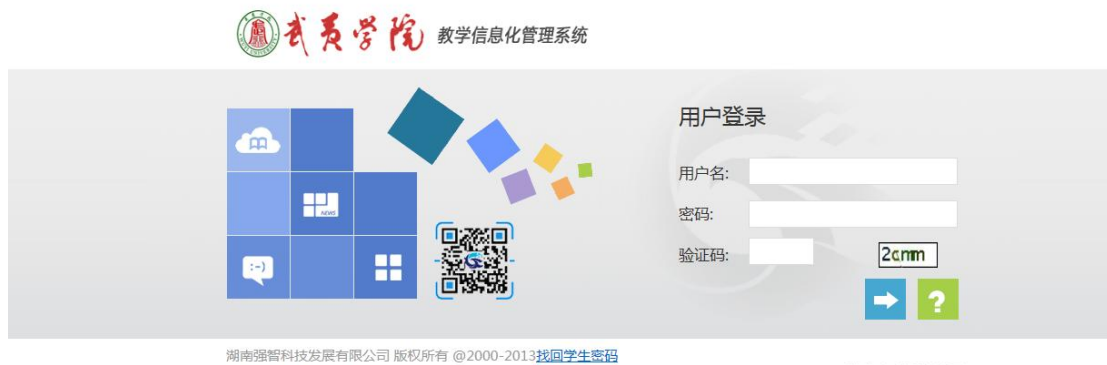 武夷学院 教学信息化管理系统
用户登录
用户名:
密码:
验证码: 2cmm
NEWS
:-)
?
湖南强智科技发展有限公司 版权所有 @2000-2013找回学生密码